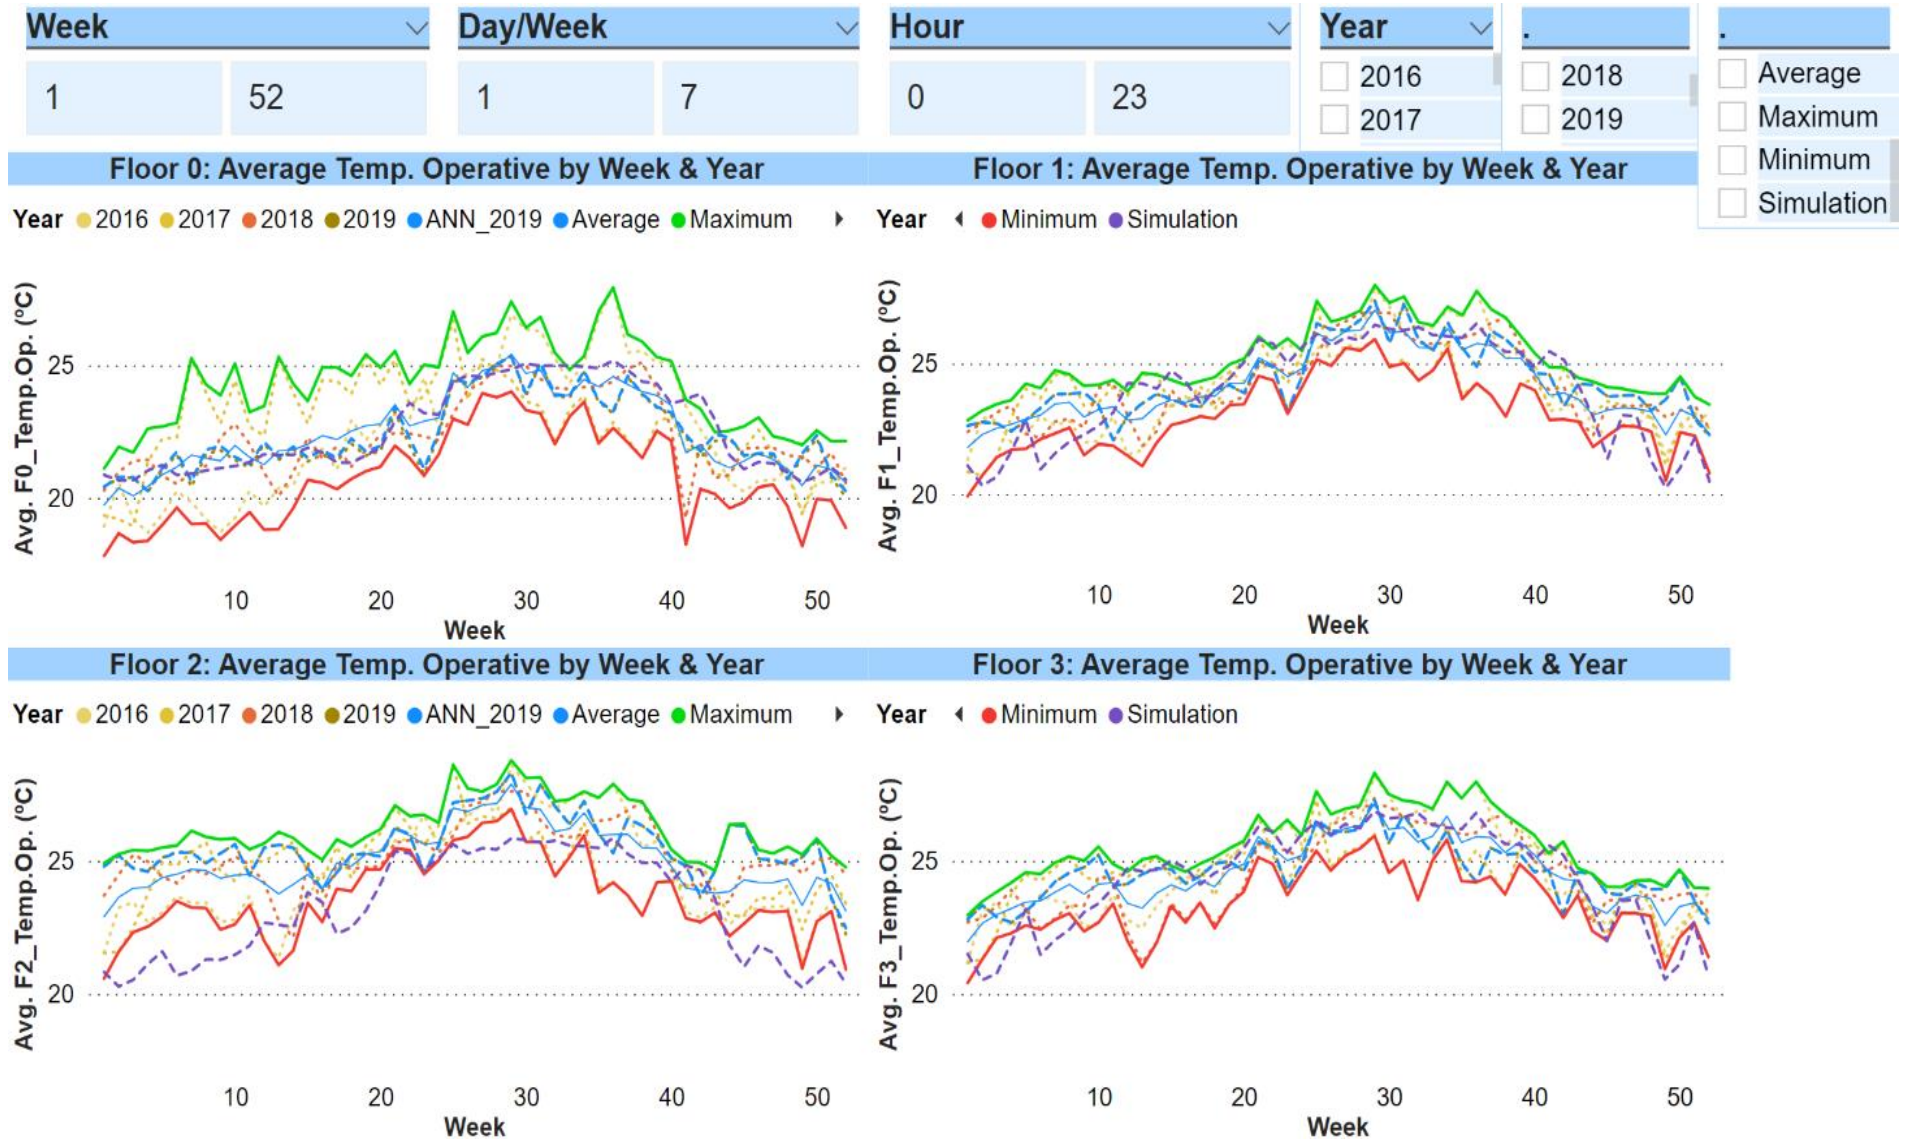 Week Day/Week Hour Year . .
1 52 1 7 0 23
2016 2018 Average
2017 2019 Maximum
Minimum
Simulation
Floor 0: Average Temp. Operative by Week & Year
Year 2016 2017 2018 2019 ANN_2019 Average Maximum
Avg. F0_Temp.Op. (ºC)
25
20
10 20 30 40 50
Week
Floor 1: Average Temp. Operative by Week & Year
Year Minimum Simulation
Avg. F1_Temp.Op. (ºC)
25
20
10 20 30 40 50
Week
Floor 2: Average Temp. Operative by Week & Year
Year 2016 2017 2018 2019 ANN_2019 Average Maximum
Avg. F2_Temp.Op. (ºC)
25
20
10 20 30 40 50
Week
Floor 3: Average Temp. Operative by Week & Year
Year Minimum Simulation
Avg. F3_Temp.Op. (ºC)
25
20
10 20 30 40 50
Week